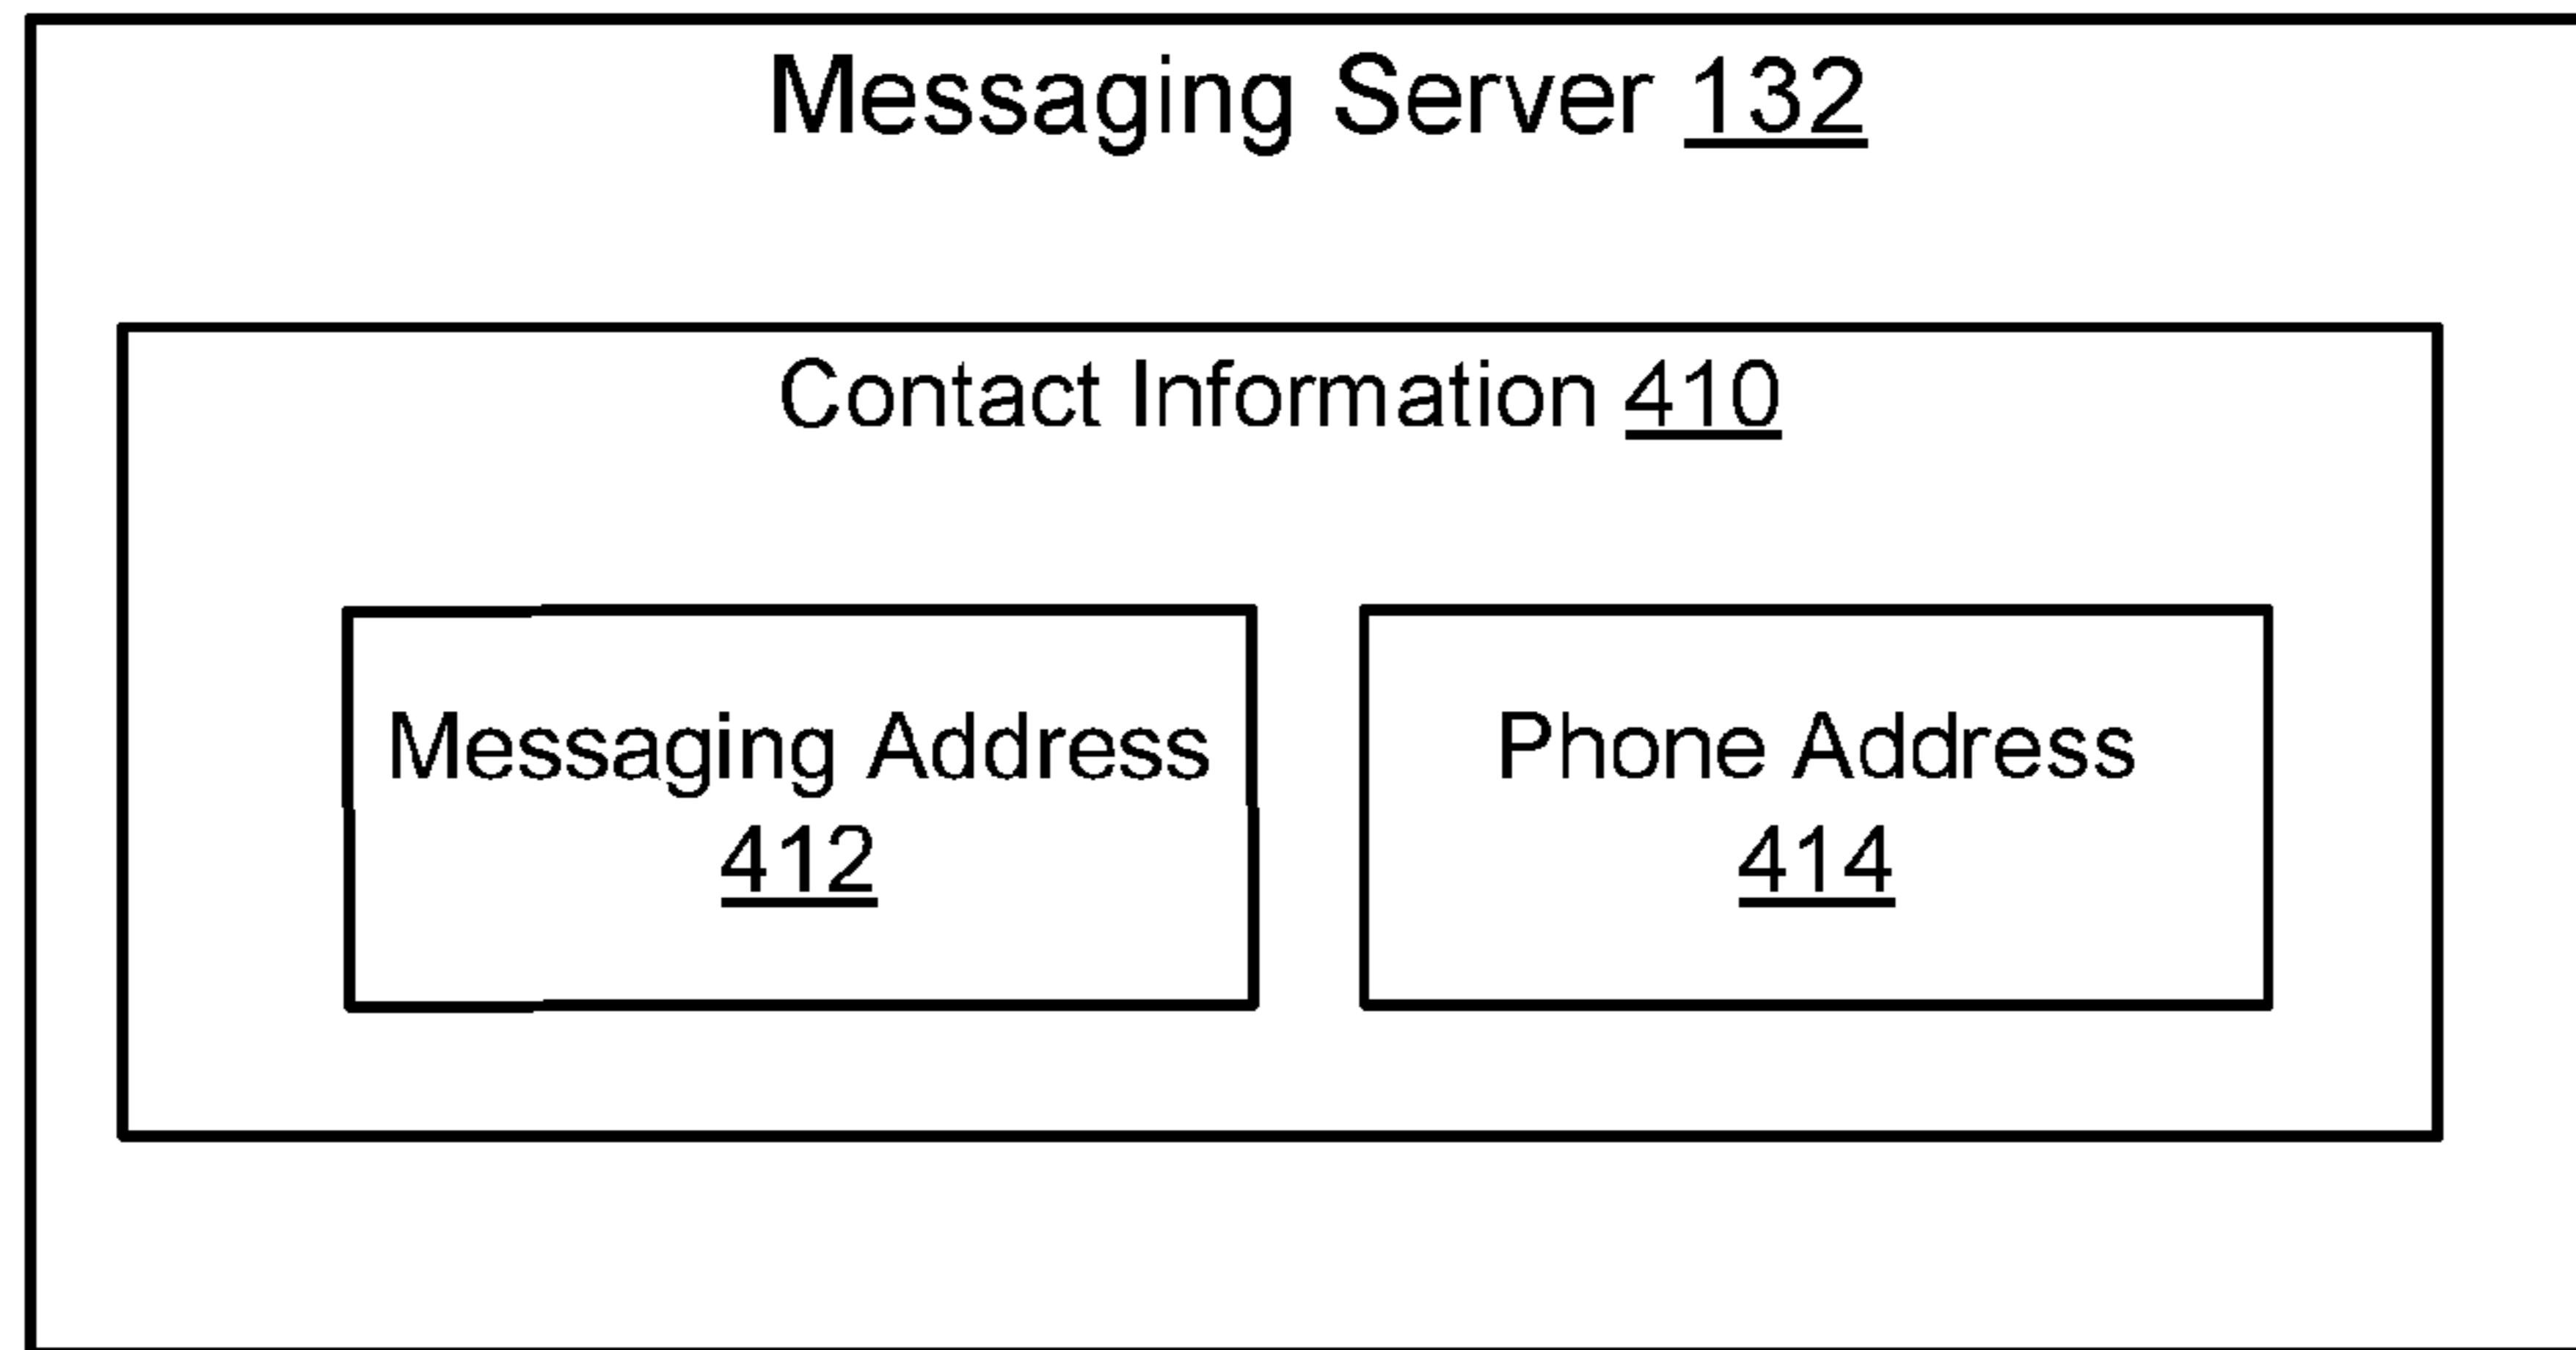 Messaging Server 132
Contact Information 410
Messaging Address
412
Phone Address
414